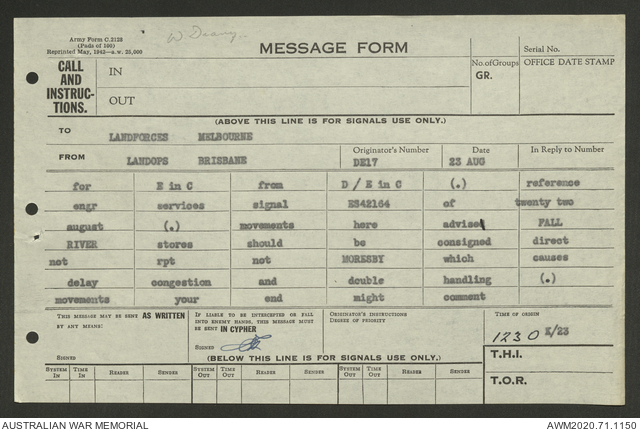 Army Form C.2128
(Pads of 100)
Reprinted May, 1942—a.w. 25,000
W Diary
MESSAGE FORM
Serial No.
CALL AND INSTRUC-TIONS.
IN
OUT
No. of Groups
GR.
OFFICE DATE STAMP
(ABOVE THIS LINE IS FOR SIGNALS USE ONLY.)
TO LANDFORCES MELBOURNE
FROM LANDOPS BRISBANE
Originator's Number
DE17
Date
23 AUG
In Reply to Number
for E in C from D / E in C (.) reference
engr services signal ES42164 of twenty two
august (.) movements here advise FALL
RIVER stores should be consigned direct
not rpt not MORESBY which causes
delay congestion and double handling (.)
movements your end might comment
THIS MESSAGE MAY BE SENT AS WRITTEN
BY ANY MEANS:
SIGNED
IF LIABLE TO BE INTERCEPTED OR FALL
INTO ENEMY HANDS, THIS MESSAGE MUST
BE SENT IN CYPHER
SIGNED
ORIGINATOR'S INSTRUCTIONS
DEGREE OF PRIORITY
TIME OF ORIGIN
1230 K/23
(BELOW THIS LINE IS FOR SIGNALS USE ONLY.)
T.H.I.
T.O.R.
SYSTEM IN TIME IN READER SENDER SYSTEM OUT TIME OUT READER SENDER SYSTEM OUT TIME OUT READER SENDER
AUSTRALIAN WAR MEMORIAL
AWM2020.71.1150